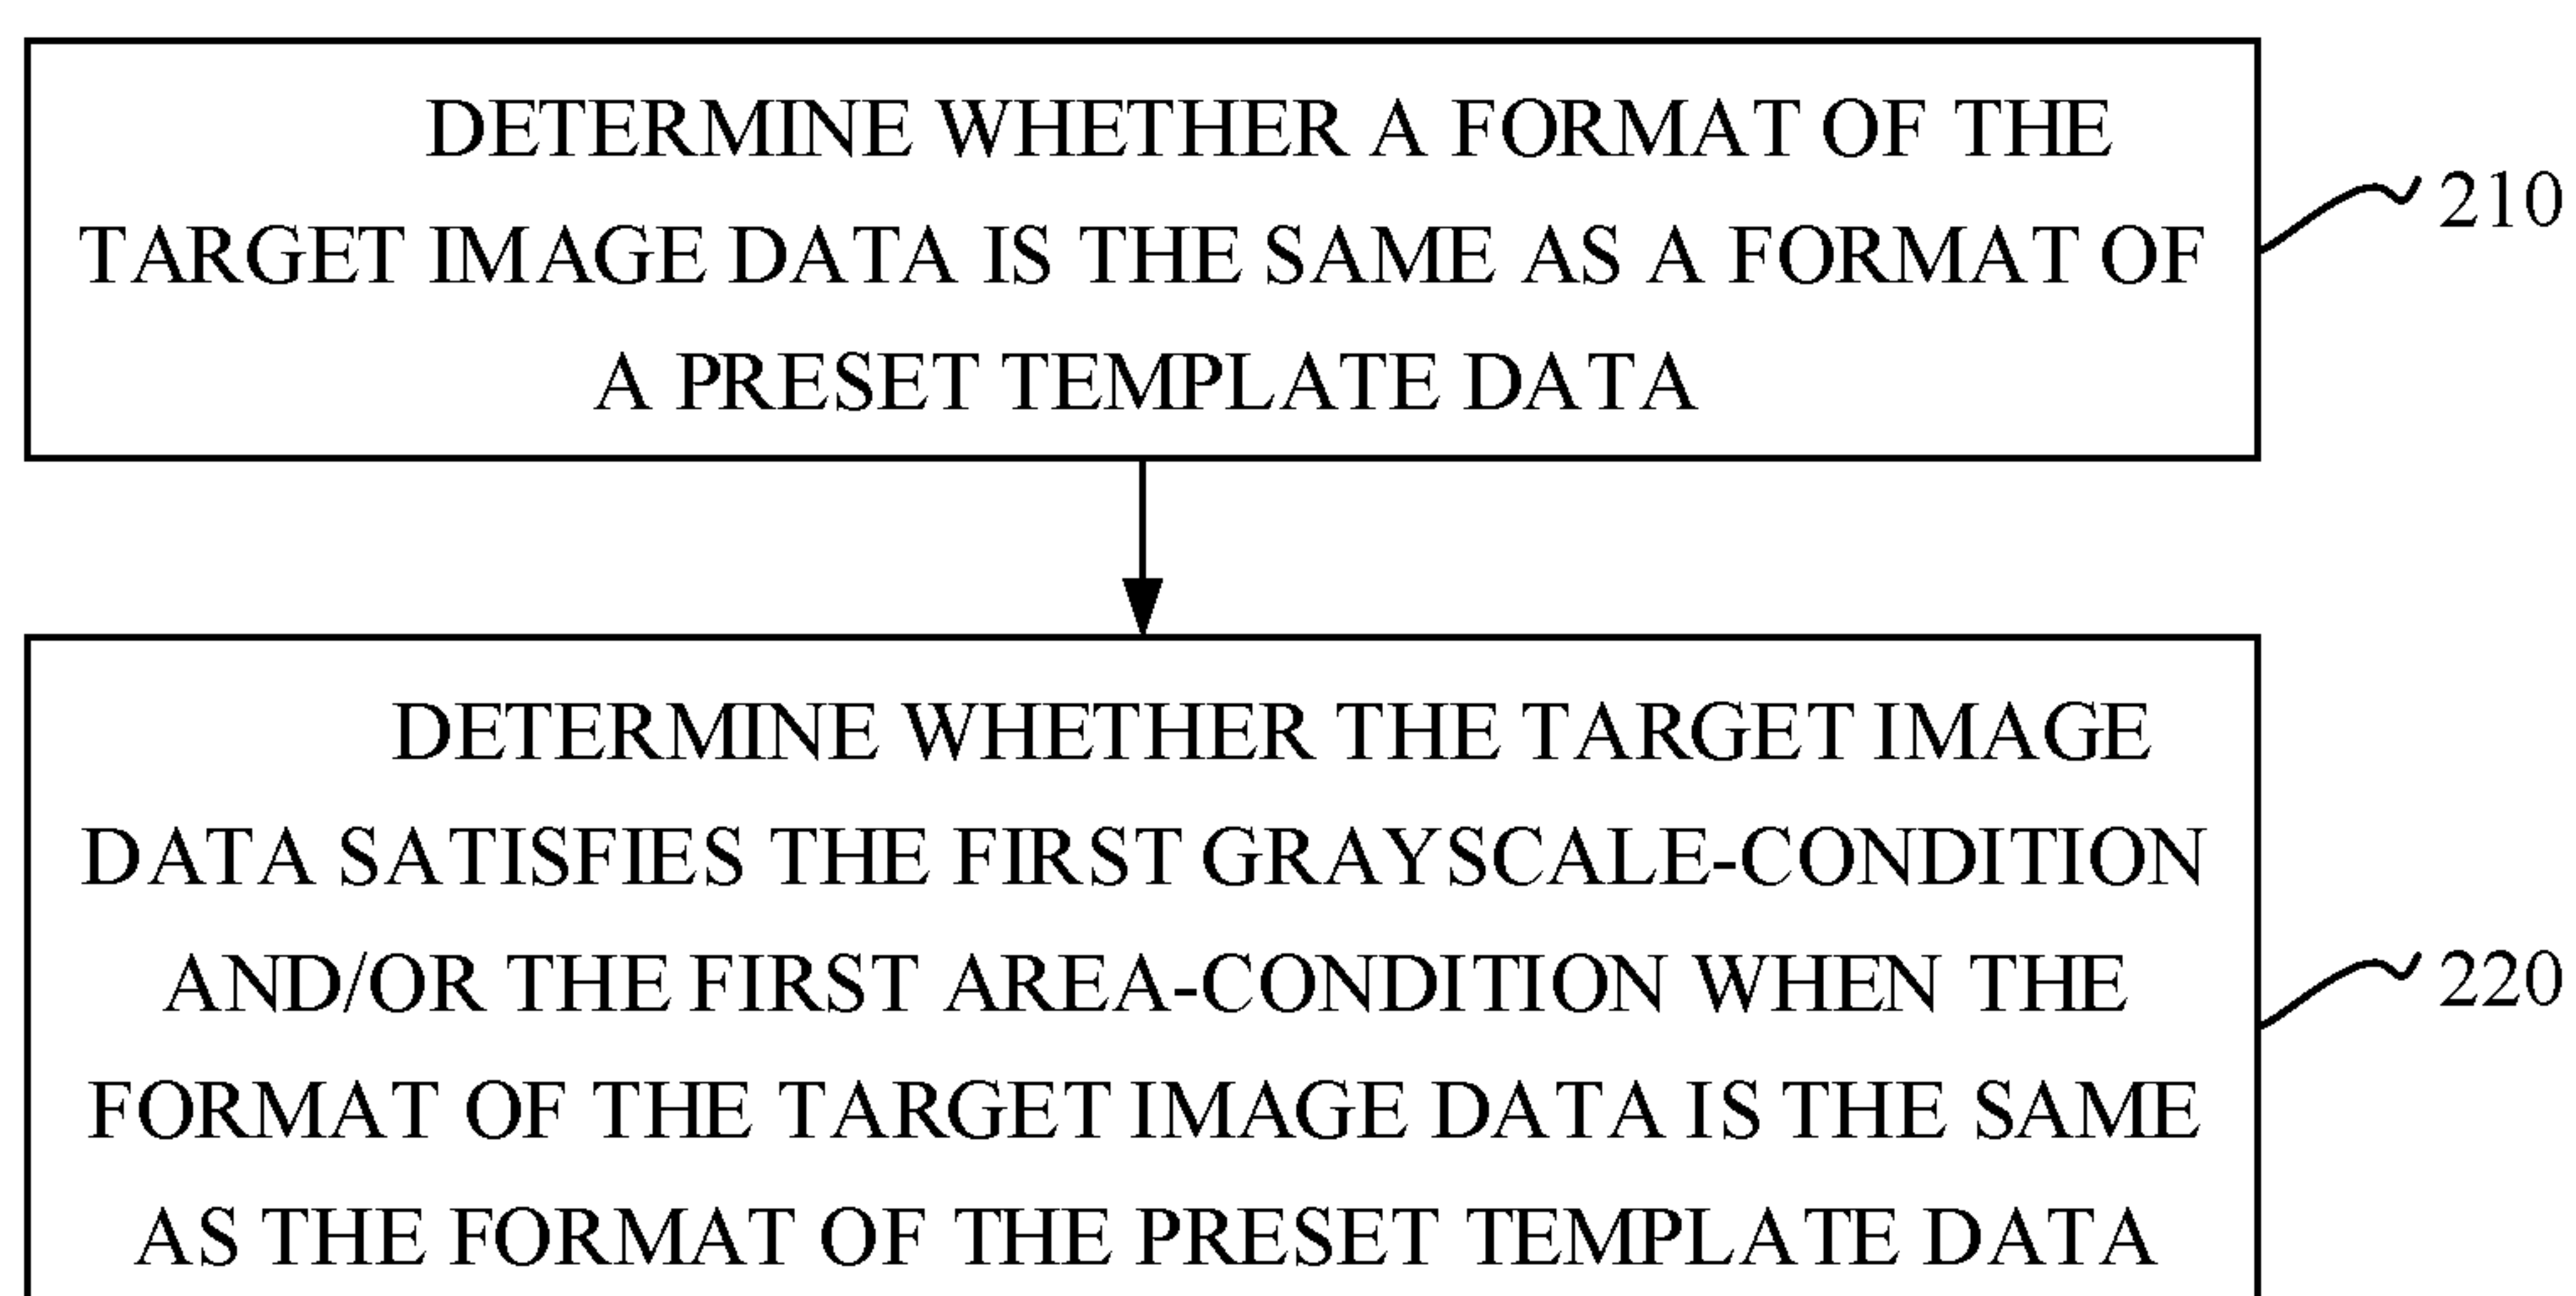 DETERMINE WHETHER A FORMAT OF THE
TARGET IMAGE DATA IS THE SAME AS A FORMAT OF
A PRESET TEMPLATE DATA
210
DETERMINE WHETHER THE TARGET IMAGE
DATA SATISFIES THE FIRST GRAYSCALE-CONDITION
AND/OR THE FIRST AREA-CONDITION WHEN THE
FORMAT OF THE TARGET IMAGE DATA IS THE SAME
AS THE FORMAT OF THE PRESET TEMPLATE DATA
220